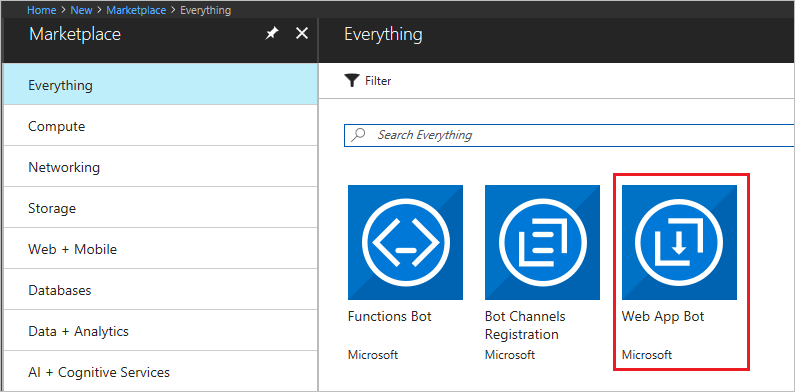 Home > New > Marketplace > Everything
Marketplace
Everything
Compute
Networking
Storage
Web + Mobile
Databases
Data + Analytics
AI + Cognitive Services
Everything
Filter
Search Everything
Functions Bot
Microsoft
Bot Channels
Registration
Microsoft
Web App Bot
Microsoft